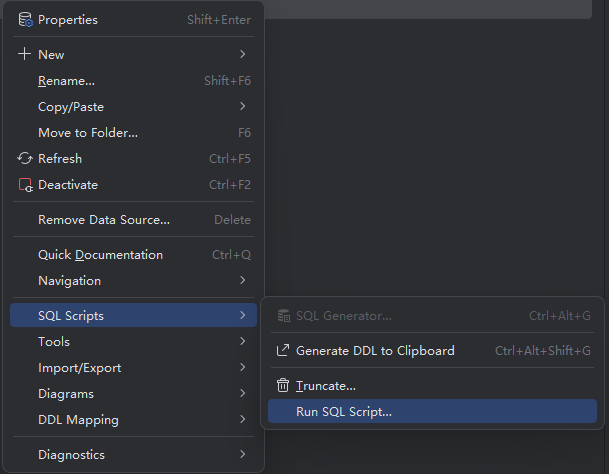 Properties Shift+Enter
New
Rename... Shift+F6
Copy/Paste
Move to Folder... F6
Refresh Ctrl+F5
Deactivate Ctrl+F2
Remove Data Source... Delete
Quick Documentation Ctrl+Q
Navigation
SQL Scripts
Tools
Import/Export
Diagrams
DDL Mapping
Diagnostics
SQL Generator... Ctrl+Alt+G
Generate DDL to Clipboard Ctrl+Alt+Shift+G
Truncate...
Run SQL Script...